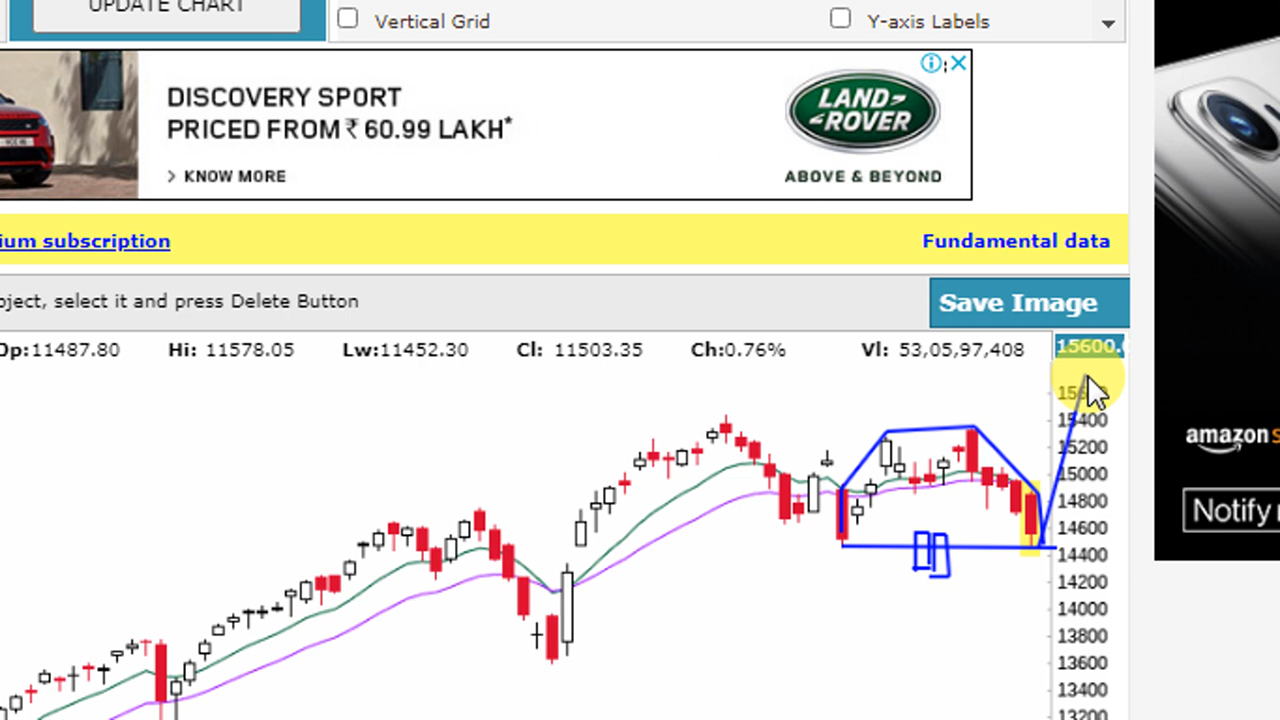 UPDATE CHART
Vertical Grid
Y-axis Labels
DISCOVERY SPORT
PRICED FROM ₹ 60.99 LAKH*
> KNOW MORE
LAND-
ROVER
ABOVE & BEYOND
ium subscription
Fundamental data
bject, select it and press Delete Button
Save Image
Op:11487.80 Hi: 11578.05 Lw:11452.30 Cl: 11503.35 Ch:0.76% Vl: 53,05,97,408
15600.
15400
15200
15000
14800
14600
14400
14200
14000
13800
13600
13400
13200
amazon
Notify